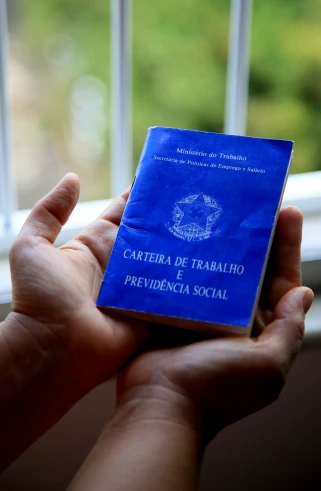 Ministério do Trabalho
Secretaria de Políticas de Emprego e Salário
CARTEIRA DE TRABALHO
E
PREVIDÊNCIA SOCIAL